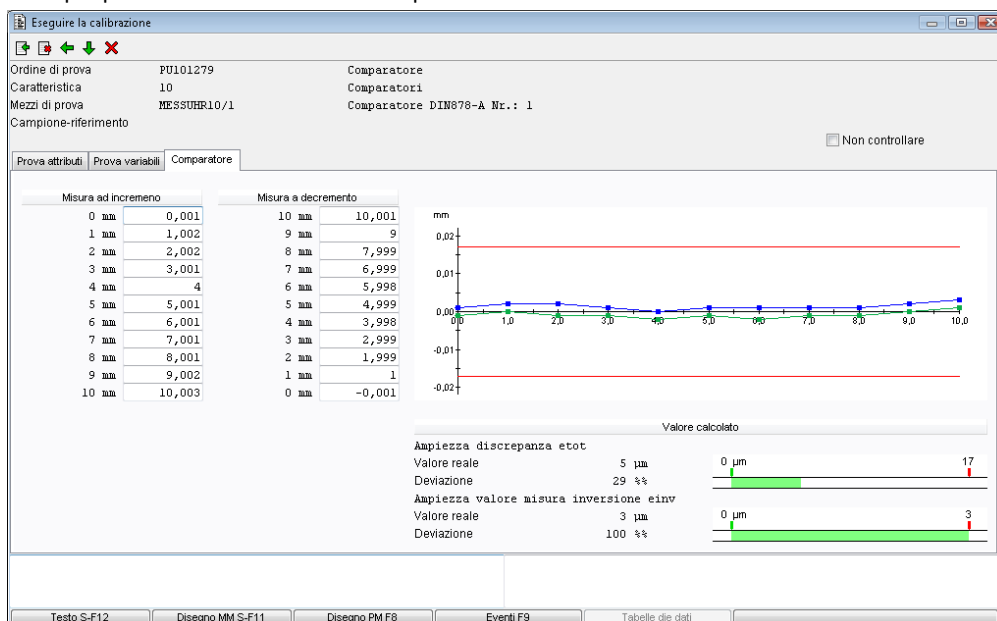 Eseguire la calibrazione
Ordine di prova PU101279 Comparatore
Caratteristica 10 Comparatori
Mezzi di prova MESSUHR10/1 Comparatore DIN878-A Nr.: 1
Campione-riferimento
Non controllare
Prova attributi Prova variabili Comparatore
Misura ad incremeno Misura a decremento
0 mm 0,001 10 mm 10,001
1 mm 1,002 9 mm 9
2 mm 2,002 8 mm 7,999
3 mm 3,001 7 mm 6,999
4 mm 4 6 mm 5,998
5 mm 5,001 5 mm 4,999
6 mm 6,001 4 mm 3,998
7 mm 7,001 3 mm 2,999
8 mm 8,001 2 mm 1,999
9 mm 9,002 1 mm 1
10 mm 10,003 0 mm -0,001
mm
0,02
0,01
0,00
0,0 1,0 2,0 3,0 4,0 5,0 6,0 7,0 8,0 9,0 10,0
-0,01
-0,02
Valore calcolato
Ampiezza discrepanza etot
Valore reale 5 µm 0 µm 17
Deviazione 29 %%
Ampiezza valore misura inversione einv
Valore reale 3 µm 0 µm 3
Deviazione 100 %%
Testo S-F12 Disegno MM S-F11 Disegno PM F8 Eventi F9 Tabelle die dati